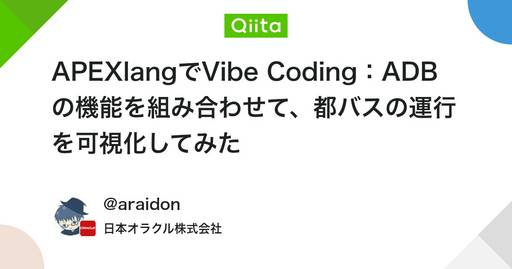 Qiita
APEXlangでVibe Coding：ADB
の機能を組み合わせて、都バスの運行
を可視化してみた
@araidon
日本オラクル株式会社